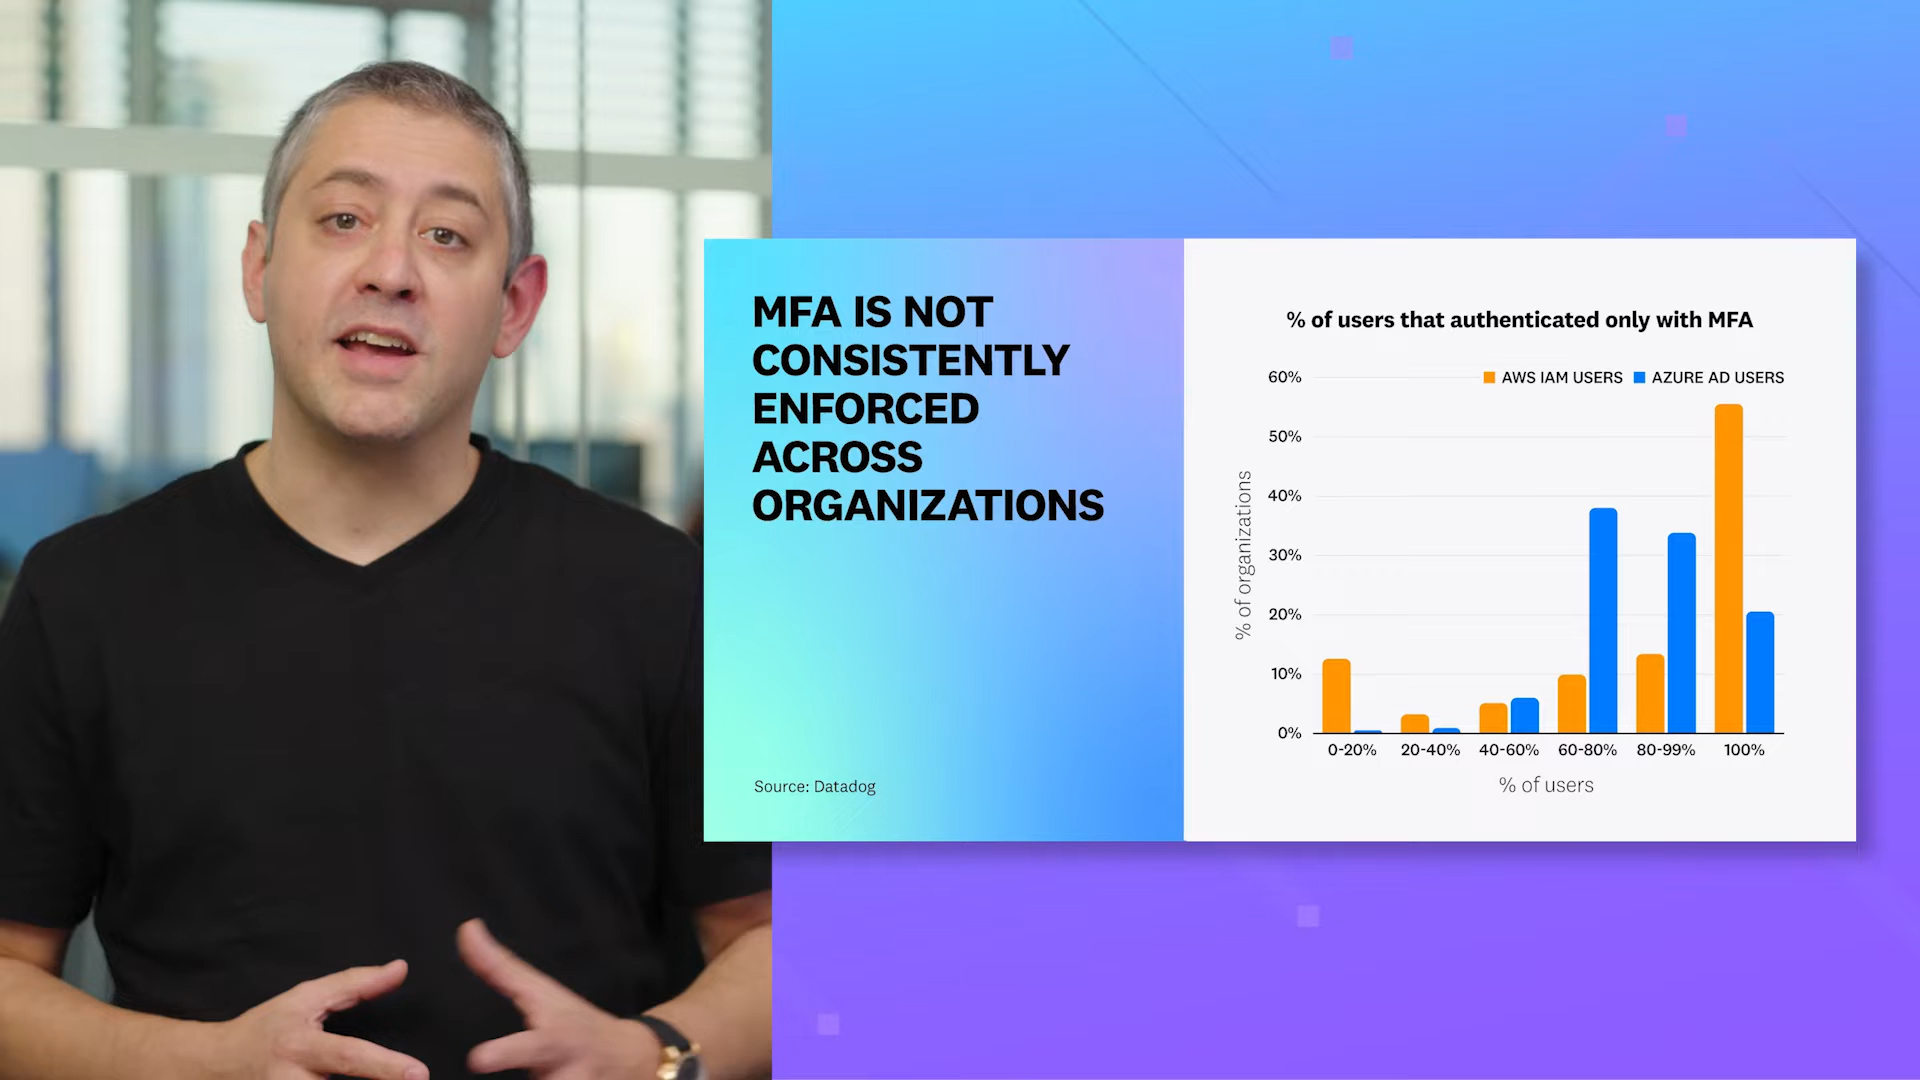 MFA IS NOT
CONSISTENTLY
ENFORCED
ACROSS
ORGANIZATIONS
Source: Datadog
% of users that authenticated only with MFA
AWS IAM USERS AZURE AD USERS
% of organizations
60%
50%
40%
30%
20%
10%
0%
0-20% 20-40% 40-60% 60-80% 80-99% 100%
% of users